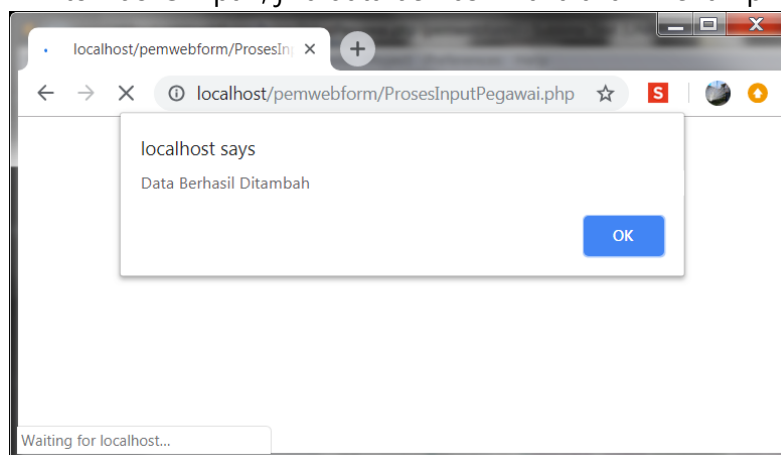 localhost/pemwebform/ProsesIn
localhost/pemwebform/ProsesInputPegawai.php
S
localhost says
Data Berhasil Ditambah
OK
Waiting for localhost...